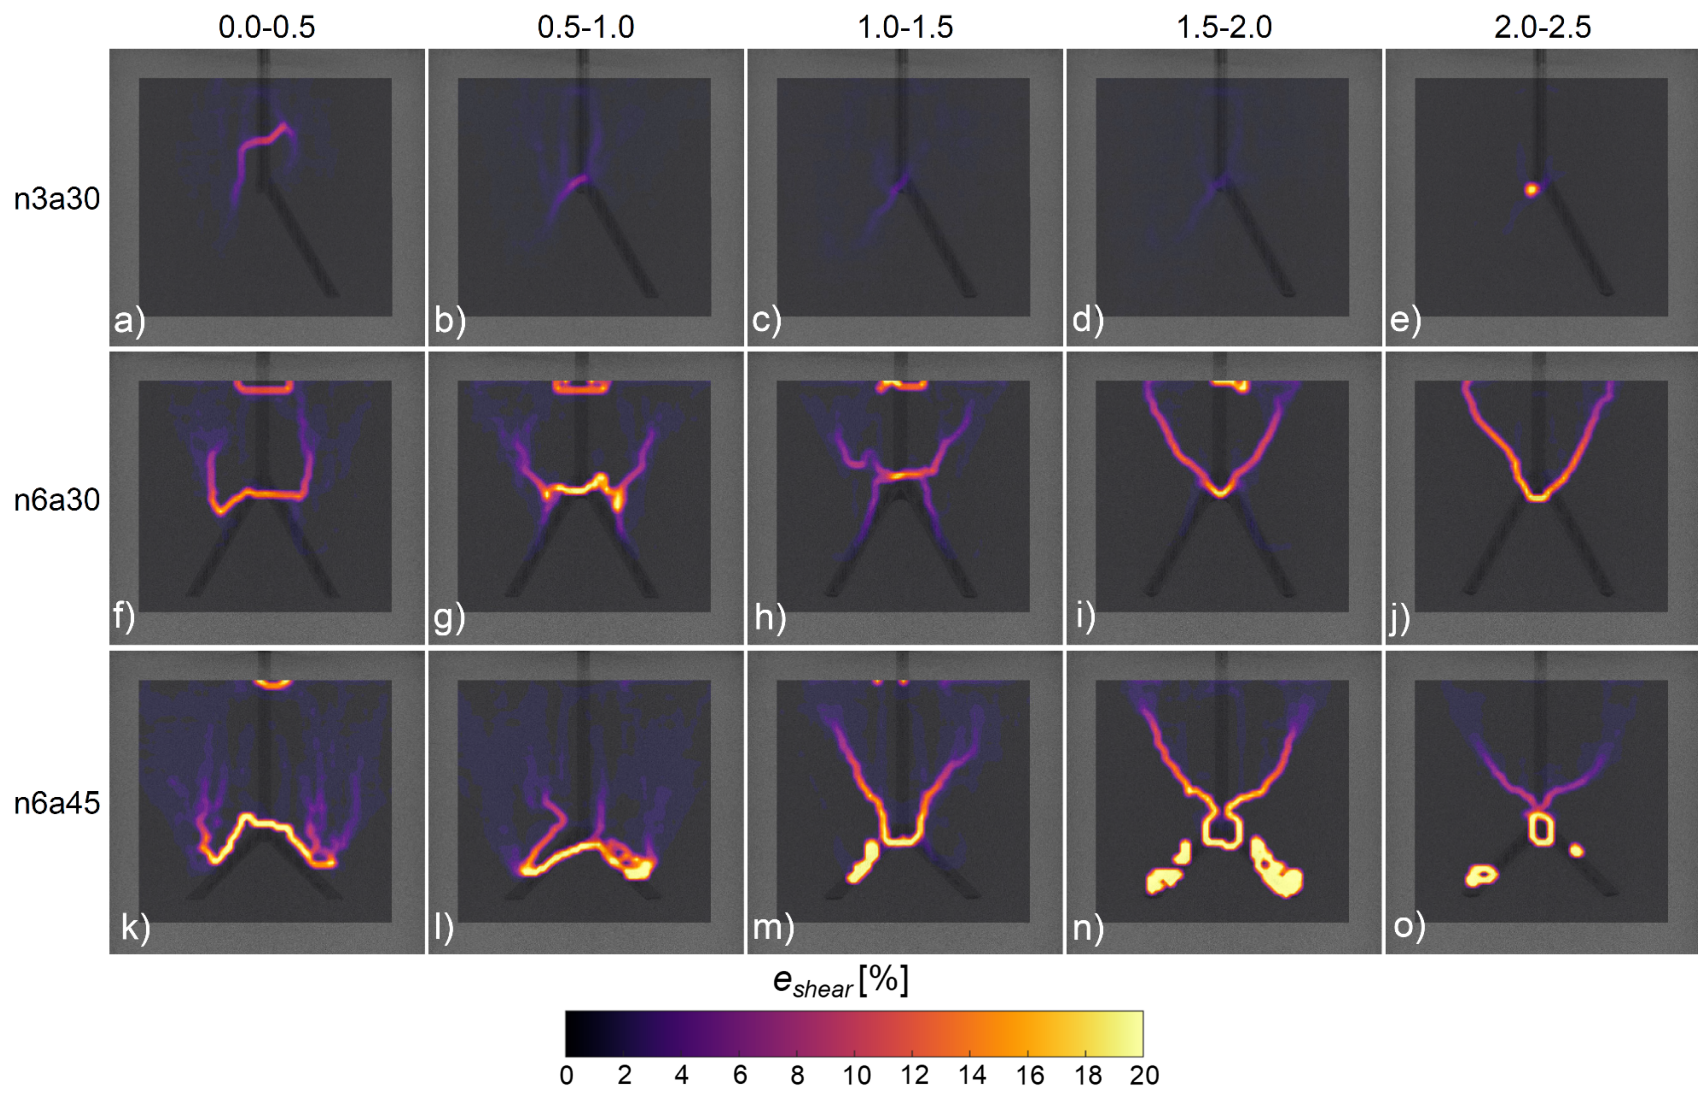 0.0-0.5 0.5-1.0 1.0-1.5 1.5-2.0 2.0-2.5
n3a30
a) b) c) d) e)
n6a30
f) g) h) i) j)
n6a45
k) l) m) n) o)
e shear [%]
0 2 4 6 8 10 12 14 16 18 20